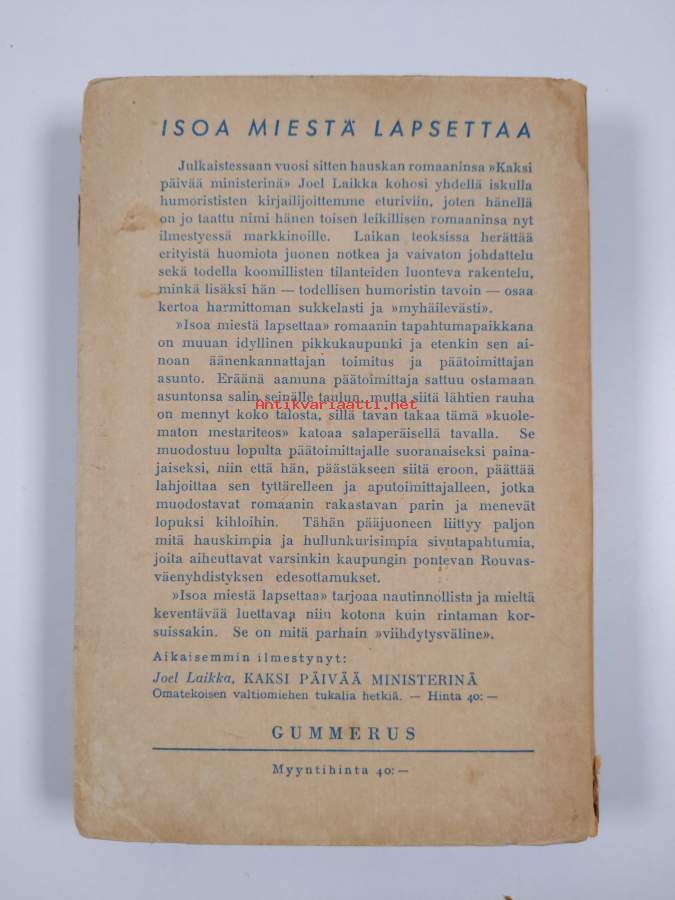 ISOA MIESTÄ LAPSETTAA
Julkaistessaan vuosi sitten hauskan romaaninsa »Kaksi
päivää ministerinä» Joel Laikka kohosi yhdellä iskulla
humorististen kirjailijoittemme eturiviin, joten hänellä
on jo taattu nimi hänen toisen leikillisen romaaninsa nyt
ilmestyessä markkinoille. Laikan teoksissa herättää
erityistä huomiota juonen notkea ja vaivaton johdattelu
sekä todella koomillisten tilanteiden luonteva rakentelu,
minkä lisäksi hän — todellisen humoristin tavoin — osaa
kertoa harmittoman sukkelasti ja »myhäilevästi».
»Isoa miestä lapsettaa» romaanin tapahtumapaikkana
on muuan idyllinen pikkukaupunki ja etenkin sen ai-
noan äänenkannattajan toimitus ja päätoimittajan
asunto. Eräänä aamuna päätoimittaja sattuu ostamaan
asuntonsa salin seinälle taulun, mutta siitä lähtien rauha
Antikvariaatti.net
on mennyt koko talosta, sillä tavan takaa tämä »kuole-
maton mestariteos» katoaa salaperäisellä tavalla. Se
muodostuu lopulta päätoimittajalle suoranaiseksi paina-
jaiseksi, niin että hän, päästäkseen siitä eroon, päättää
lahjoittaa sen tyttärelleen ja aputoimittajalleen, jotka
muodostavat romaanin rakastavan parin ja menevät
lopuksi kihloihin. Tähän pääjuoneen liittyy paljon
mitä hauskimpia ja hullunkurisimpia sivutapahtumia,
joita aiheuttavat varsinkin kaupungin pontevan Rouvas-
väenyhdistyksen edesottamukset.
»Isoa miestä lapsettaa» tarjoaa nautinnollista ja mieltä
keventävää luettavaa niin kotona kuin rintaman kor-
suissakin. Se on mitä parhain »viihdytysväline».
Aikaisemmin ilmestynyt:
Joel Laikka, KAKSI PÄIVÄÄ MINISTERINÄ
Omatekoisen valtiomiehen tukalia hetkiä. — Hinta 40:—
GUMMERUS
Myyntihinta 40:—